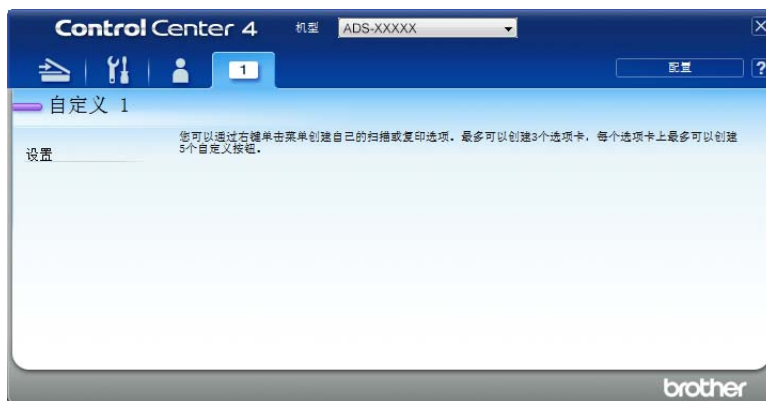 Control Center 4
机型
ADS-XXXXX
1
配置
?
自定义 1
设置
您可以通过右键单击菜单创建自己的扫描或复印选项。最多可以创建3个选项卡，每个选项卡上最多可以创建
5个自定义按钮。
brother